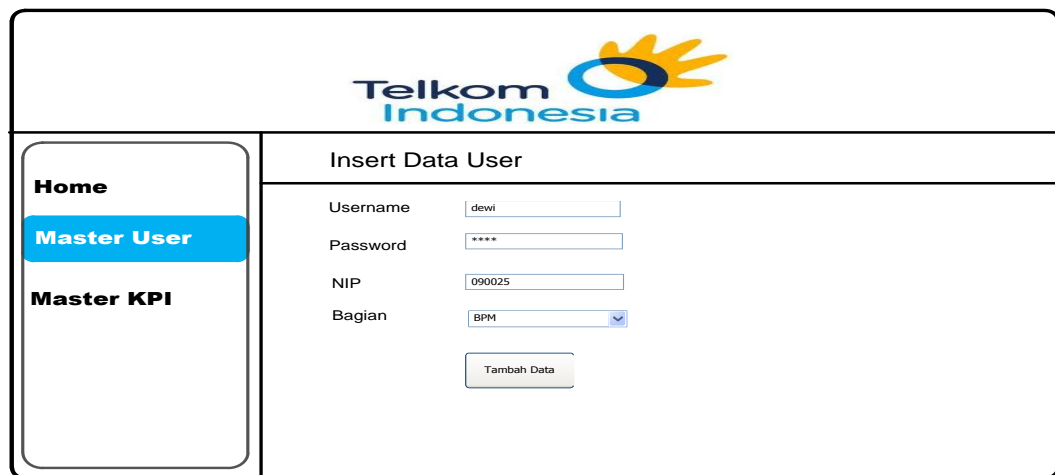 Telkom
Indonesia
Insert Data User
Home
Master User
Master KPI
Username dewi
Password ****
NIP 090025
Bagian BPM
Tambah Data